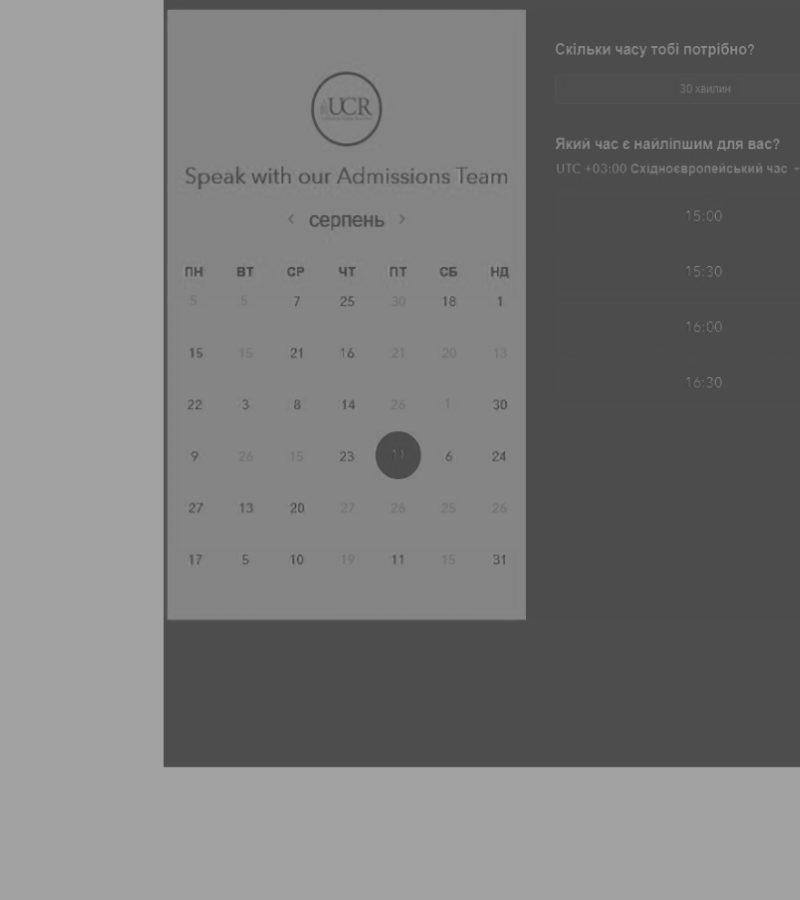 UCR
Speak with our Admissions Team
< серпень >
ПН ВТ СР ЧТ ПТ СБ НД
5 5 7 25 30 18 1
15 15 21 16 21 20 13
22 3 8 14 26 1 30
9 26 15 23 11 6 24
27 13 20 27 26 25 26
17 5 10 19 11 15 31
Скільки часу тобі потрібно?
30 хвилин
Який час є найліпшим для вас?
UTC +03:00 Східноєвропейський час
15:00
15:30
16:00
16:30